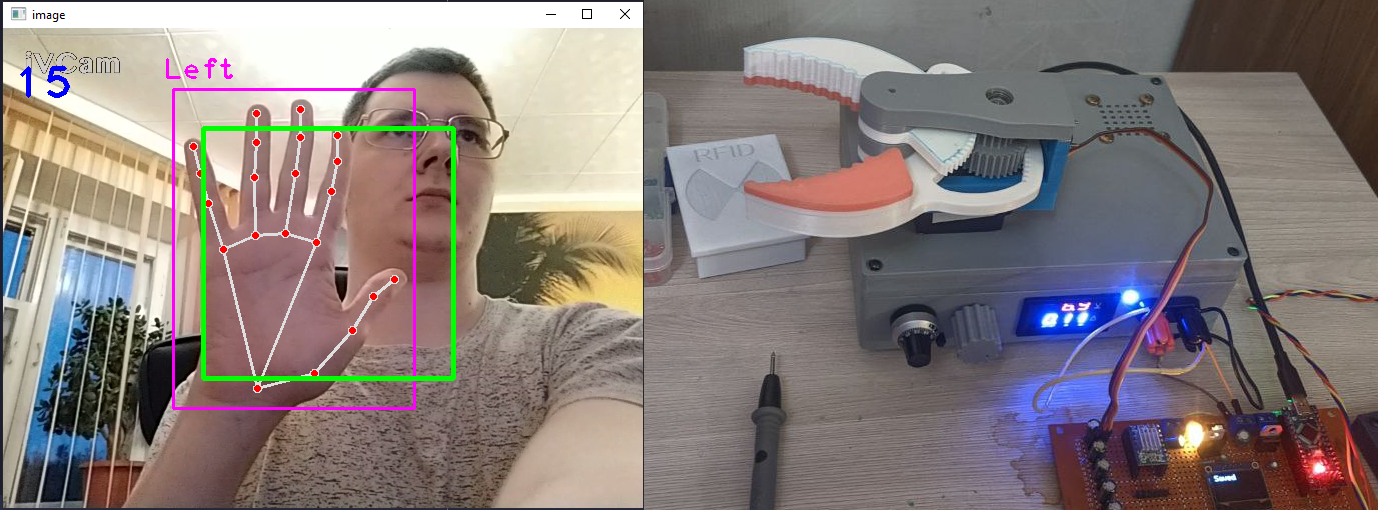 image
iVCam
15
Left
RFID
Saved